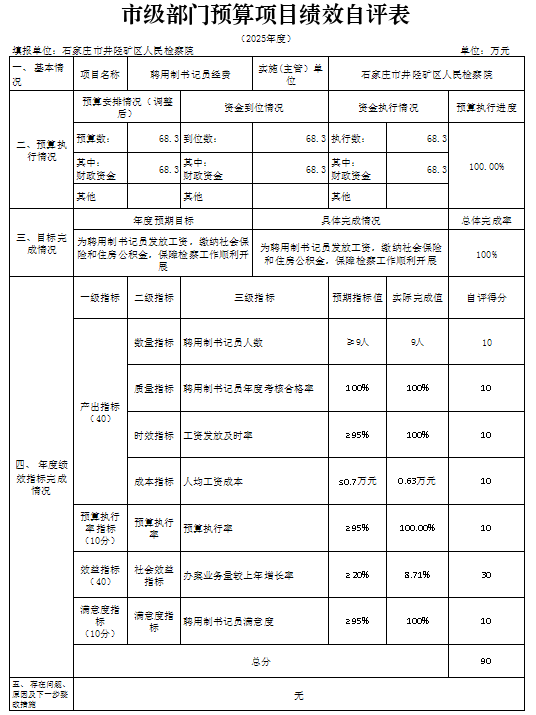 市级部门预算项目绩效自评表
（2025年度）
填报单位：石家庄市井陉矿区人民检察院 单位：万元
一、基本情况 项目名称 聘用制书记员经费 实施(主管）单位 石家庄市井陉矿区人民检察院
二、预算执行情况 预算安排情况（调整后） 资金到位情况 资金执行情况 预算执行进度
预算数： 68.3 到位数： 68.3 执行数： 68.3 100.00%
其中：
财政资金 68.3 其中：
财政资金 68.3 其中：
财政资金 68.3
其他 其他 其他
三、目标完成情况 年度预期目标 具体完成情况 总体完成率
为聘用制书记员发放工资，缴纳社会保险和住房公积金，保障检察工作顺利开展 为聘用制书记员发放工资，缴纳社会保险和住房公积金，保障检察工作顺利开展 100%
四、 年度绩效指标完成情况 一级指标 二级指标 三级指标 预期指标值 实际完成值 自评得分
产出指标（40） 数量指标 聘用制书记员人数 ≥9人 9人 10
质量指标 聘用制书记员年度考核合格率 100% 100% 10
时效指标 工资发放及时率 ≥95% 100% 10
成本指标 人均工资成本 ≤0.7万元 0.63万元 10
预算执行率指标（10分） 预算执行率 预算执行率 ≥95% 100.00% 10
效益指标（40） 社会效益指标 办案业务量较上年增长率 ≥20% 8.71% 30
满意度指标（10分） 满意度指标 聘用制书记员满意度 ≥95% 100% 10
总分 90
五、存在问题、原因及下一步整改措施 无